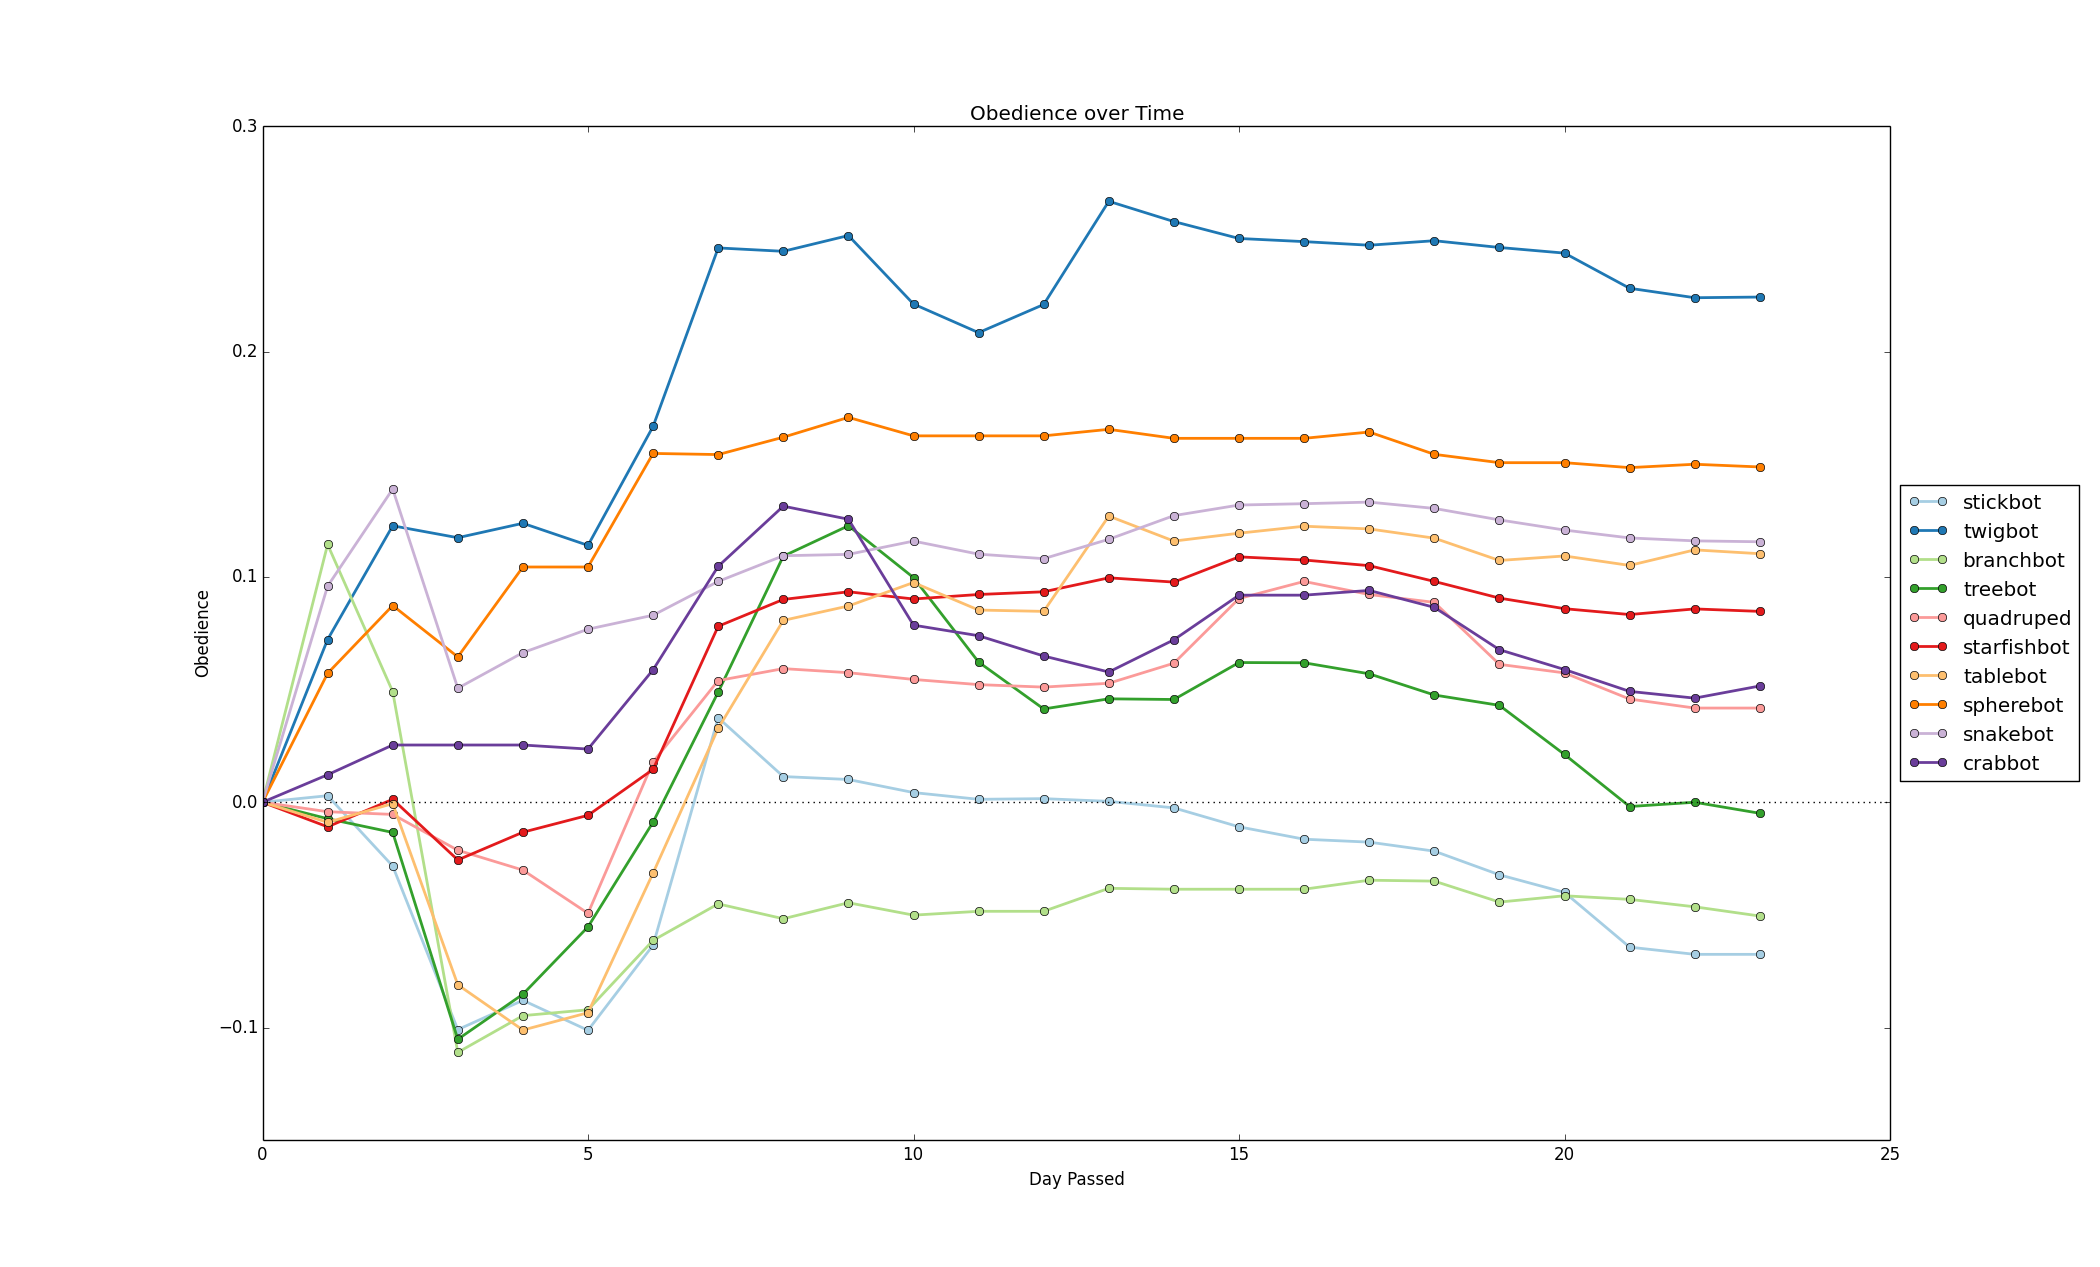 Obedience over Time
0.3
0.2
0.1
0.0
−0.1
Obedience
0 5 10 15 20 25
Day Passed
stickbot
twigbot
branchbot
treebot
quadruped
starfishbot
tablebot
spherebot
snakebot
crabbot